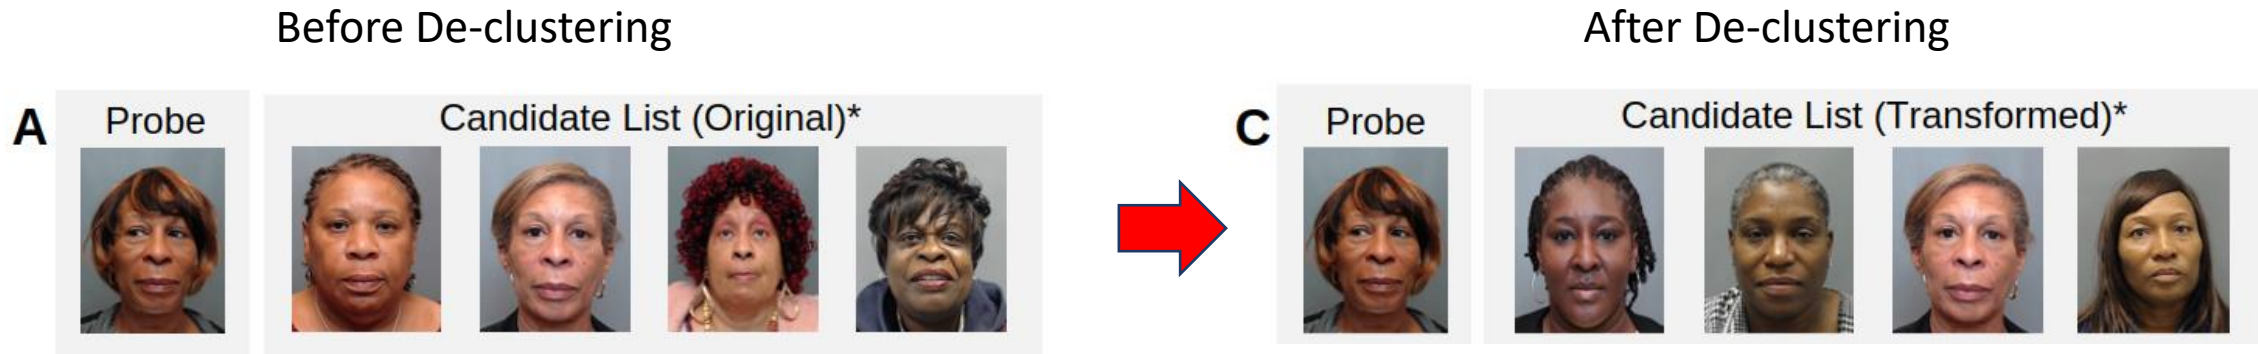 Before De-clustering
After De-clustering
A
Probe
Candidate List (Original)*
C
Probe
Candidate List (Transformed)*